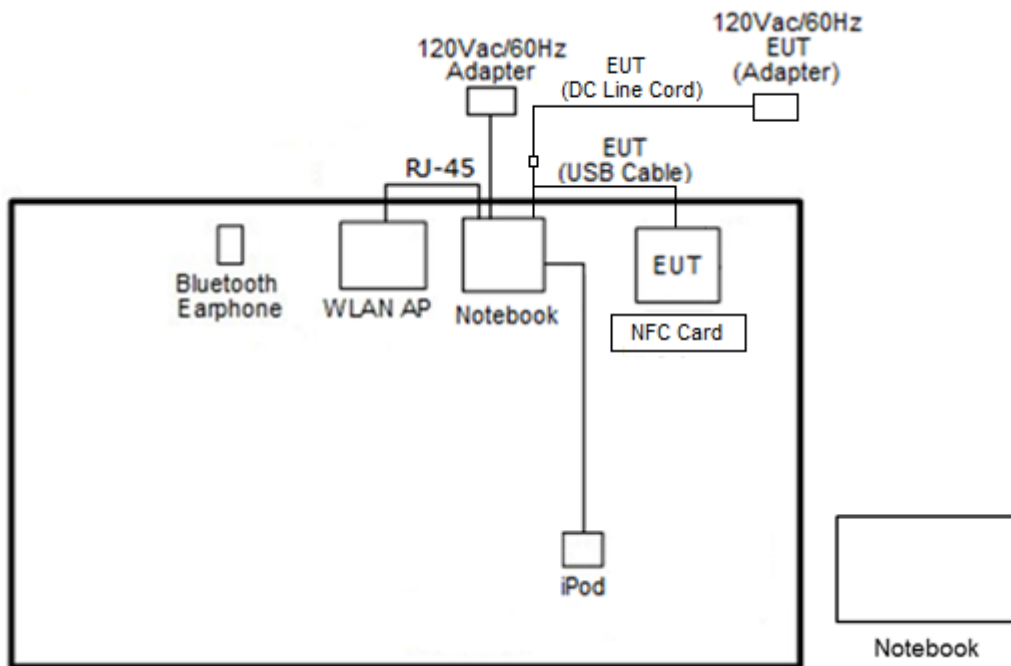 120Vac/60Hz
Adapter
120Vac/60Hz
EUT
(Adapter)
EUT
(DC Line Cord)
EUT
(USB Cable)
RJ-45
Bluetooth
Earphone
WLAN AP
Notebook
EUT
NFC Card
iPod
Notebook